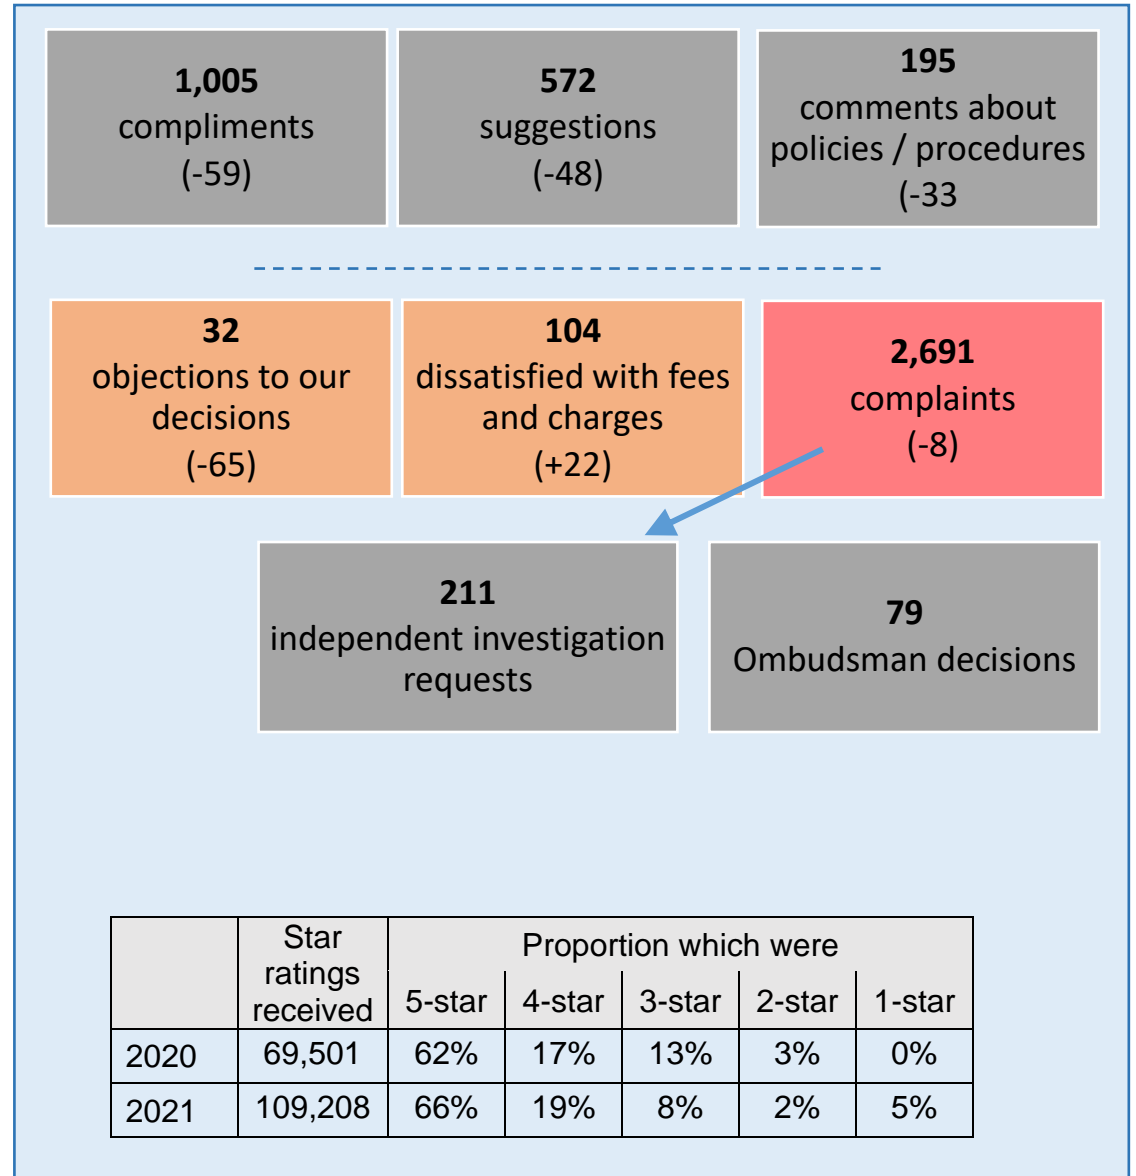 1,005
compliments
(-59)
572
suggestions
(-48)
195
comments about
policies / procedures
(-33
32
objections to our
decisions
(-65)
104
dissatisfied with fees
and charges
(+22)
2,691
complaints
(-8)
211
independent investigation
requests
79
Ombudsman decisions
Star
ratings
received
Proportion which were
5-star 4-star 3-star 2-star 1-star
2020 69,501 62% 17% 13% 3% 0%
2021 109,208 66% 19% 8% 2% 5%